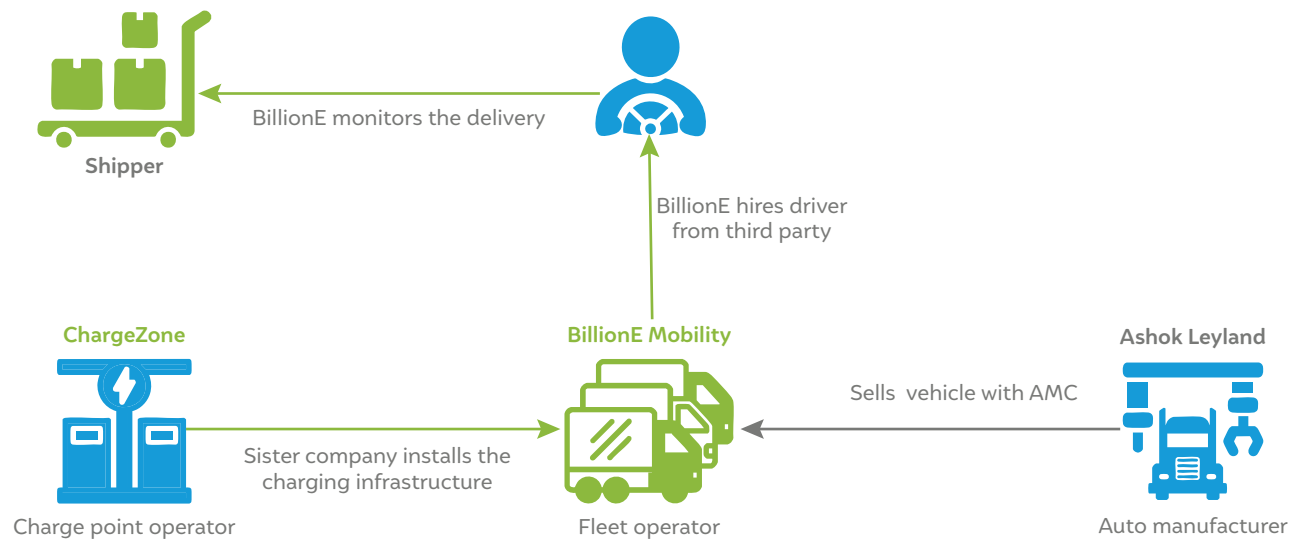 BillionE monitors the delivery
Shipper
BillionE hires driver
from third party
ChargeZone
BillionE Mobility
Ashok Leyland
Sells vehicle with AMC
Sister company installs the
charging infrastructure
Charge point operator
Fleet operator
Auto manufacturer